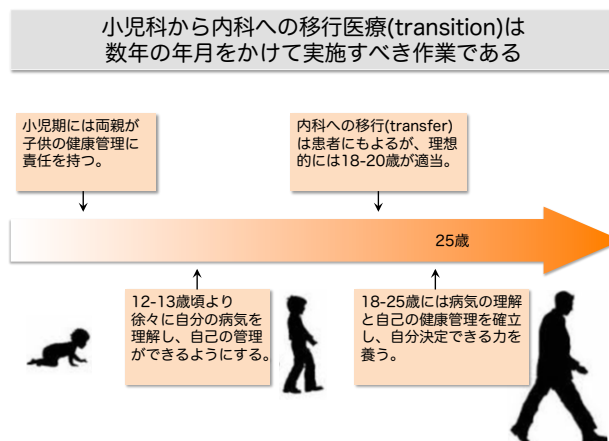 小児科から内科への移行医療(transition)は
数年の年月をかけて実施すべき作業である
小児期には両親が
子供の健康管理に
責任を持つ。
内科への移行(transfer)
は患者にもよるが、理想
的には18-20歳が適当。
25歳
12-13歳頃より
徐々に自分の病気を
理解し、自己の管理
ができるようにする。
18-25歳には病気の理解
と自己の健康管理を確立
し、自分決定できる力を
養う。